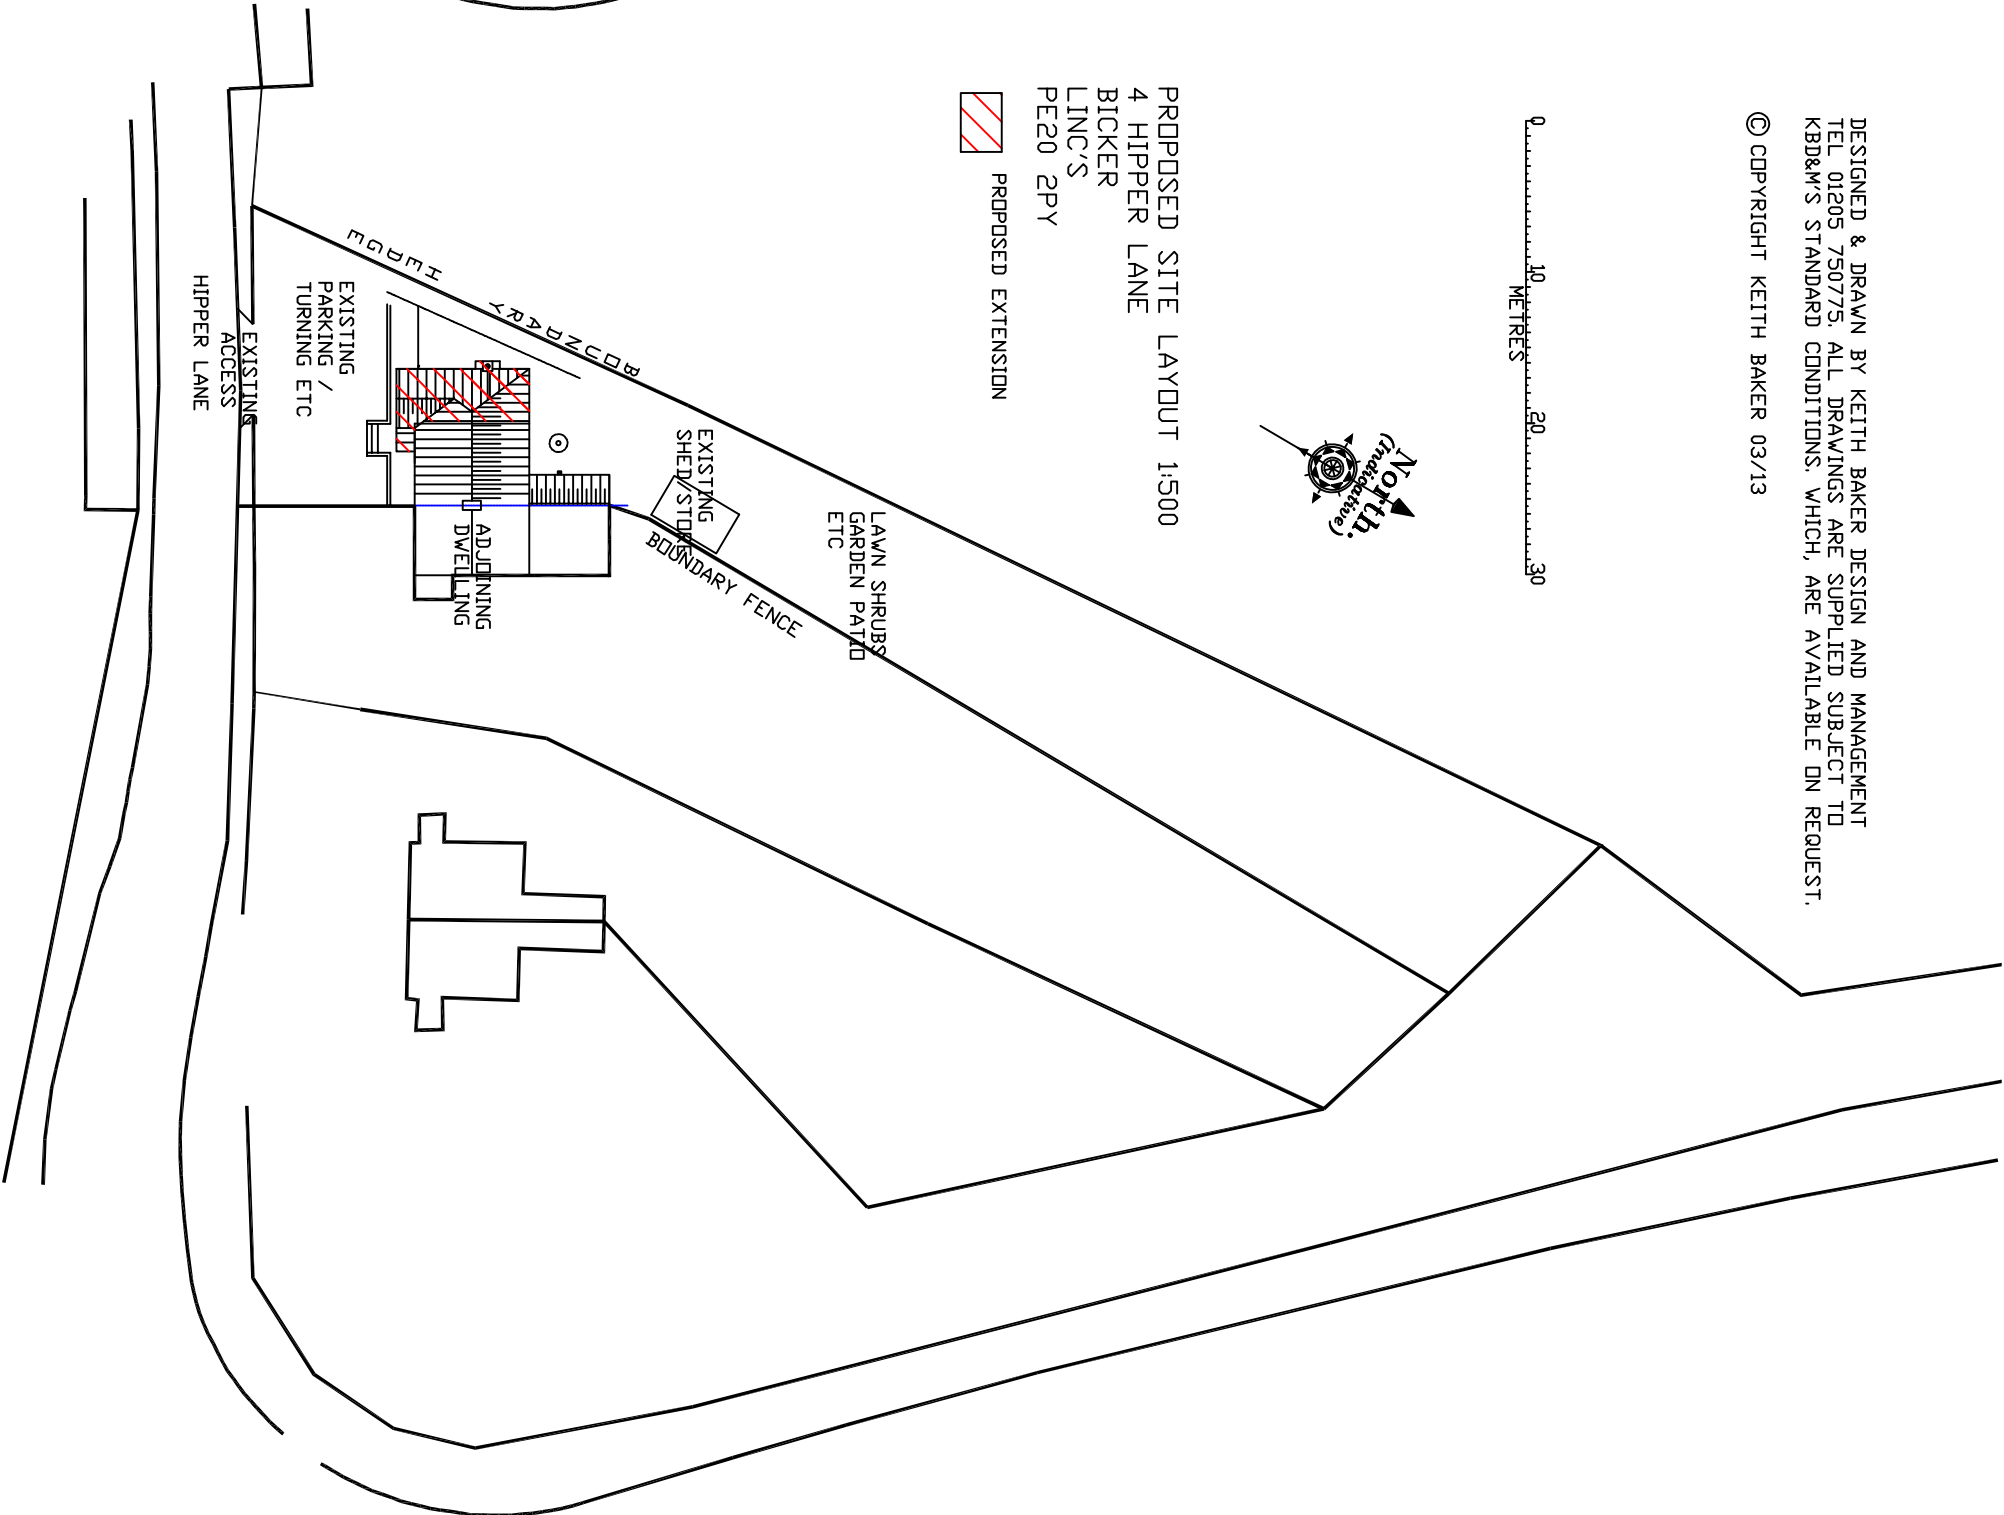 DESIGNED & DRAWN BY KEITH BAKER DESIGN AND MANAGEMENT
TEL 01205 750775. ALL DRAWINGS ARE SUPPLIED SUBJECT TO
KBD&M'S STANDARD CONDITIONS. WHICH, ARE AVAILABLE ON REQUEST.
© COPYRIGHT KEITH BAKER 03/13
0
10
20
30
METRES
North.
(Indicative)
PROPOSED SITE LAYOUT 1:500
4 HIPPER LANE
BICKER
LINC'S
PE20 2PY
PROPOSED EXTENSION
LAWN SHRUBS
GARDEN PATIO
ETC
EXISTING
SHED/STORE
BOUNDARY FENCE
BOUNDARY HEDGE
ADJOINING
DWELLING
EXISTING
PARKING /
TURNING ETC
EXISTING
ACCESS
HIPPER LANE